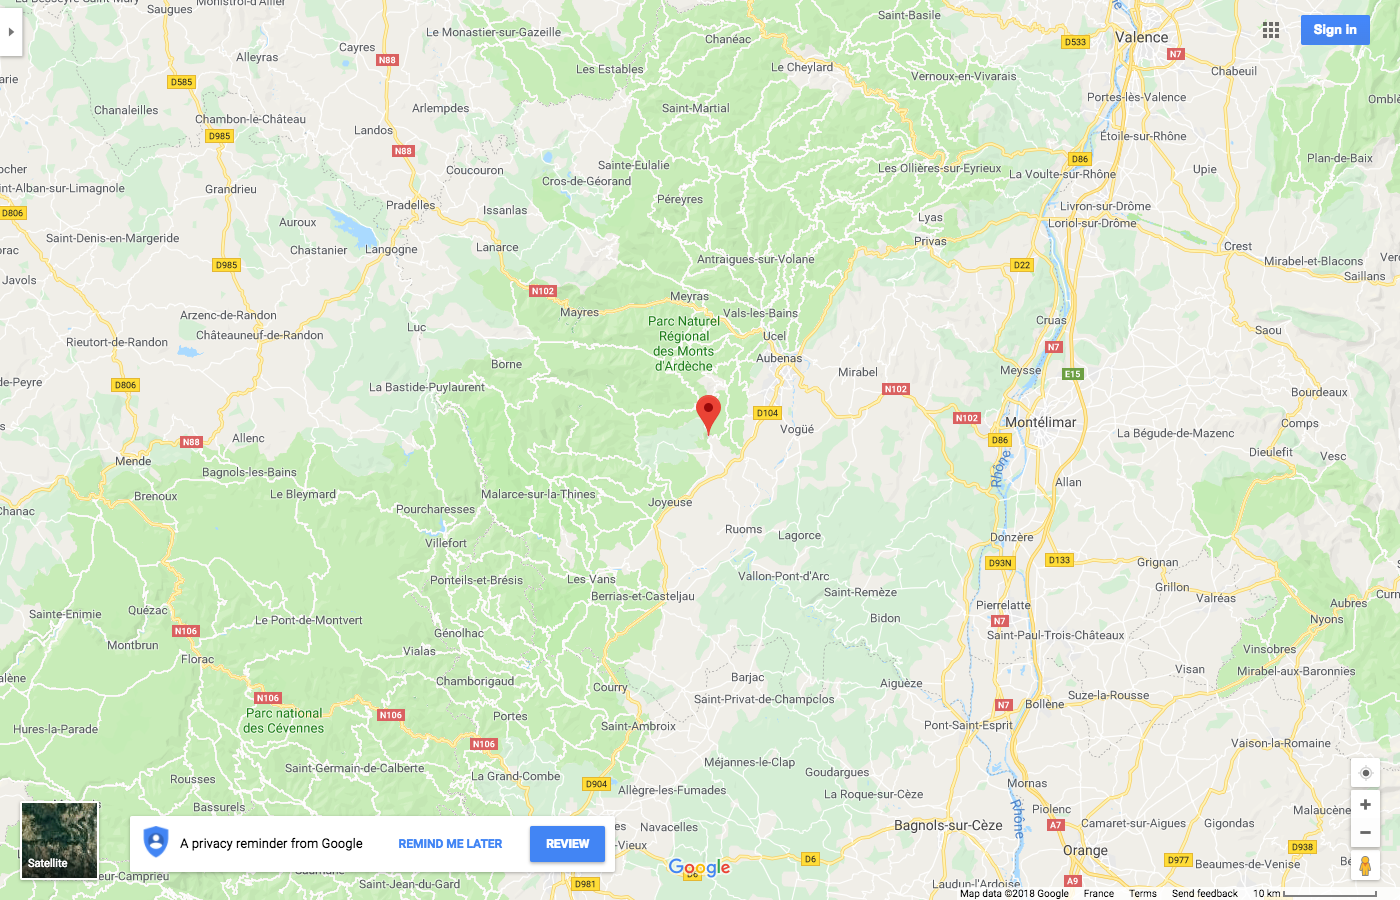 La Besseyre-Saint-Mary
Saugues
Monistrol-d'Allier
Le Monastier-sur-Gazeille
Chanéac
Saint-Basile
D533
Valence
Sign in
N7
Cayres
N88
Alleyras
Les Estables
Le Cheylard
Vernoux-en-Vivarais
Chabeuil
D585
Portes-lès-Valence
Chanaleilles
Chambon-le-Château
Arlempdes
Saint-Martial
D985
Landos
Étoile-sur-Rhône
N88
D86
Plan-de-Baix
Coucouron
Sainte-Eulalie
Les Ollières-sur-Eyrieux
La Voulte-sur-Rhône
Upie
Cros-de-Géorand
Grandrieu
Péreyres
Pradelles
Issanlas
Livron-sur-Drôme
D806
Auroux
Lyas
Loriol-sur-Drôme
Saint-Denis-en-Margeride
Chastanier
Langogne
Lanarce
Privas
Crest
Antraigues-sur-Volane
D985
D22
Mirabel-et-Blacons
Saillans
Javols
N102
Meyras
Mayres
Vals-les-Bains
Arzenc-de-Randon
Parc Naturel
Régional
des Monts
d'Ardèche
Cruas
Luc
Châteauneuf-de-Randon
Ucel
Saou
Rieutort-de-Randon
N7
Aubenas
Borne
Mirabel
Meysse
E15
D806
La Bastide-Puylaurent
N102
Bourdeaux
D104
N102
Vogüé
Montélimar
Comps
Allenc
N88
D86
La Bégude-de-Mazenc
Mende
Dieulefit
Vesc
Bagnols-les-Bains
Rhône
Allan
Brenoux
Le Bleymard
Malarce-sur-la-Thines
Joyeuse
Pourcharesses
Chanac
Ruoms
Lagorce
Villefort
Donzère
D93N
D133
Grignan
Ponteils-et-Brésis
Les Vans
Vallon-Pont-d'Arc
Berrias-et-Casteljau
Saint-Remèze
Grillon
Valréas
Pierrelatte
Aubres
Sainte-Enimie
Quézac
Le Pont-de-Montvert
Bidon
N7
Nyons
N106
Génolhac
Saint-Paul-Trois-Châteaux
Montbrun
Vialas
Vinsobres
Florac
Visan
Mirabel-aux-Baronnies
Chamborigaud
Courry
Barjac
Aiguèze
Suze-la-Rousse
N106
Saint-Privat-de-Champclos
N7
Bollène
Parc national
des Cévennes
N106
Portes
Saint-Ambroix
Pont-Saint-Esprit
Hures-la-Parade
N106
Vaison-la-Romaine
Saint-Germain-de-Calberte
Méjannes-le-Clap
Goudargues
Rousses
La Grand-Combe
D904
Allègre-les-Fumades
La Roque-sur-Cèze
Mornas
Bassurels
Rhône
Piolenc
Malaucène
Navacelles
Bagnols-sur-Cèze
A7
Camaret-sur-Aigues
Gigondas
A privacy reminder from Google
REMIND ME LATER
REVIEW
Orange
D938
Satellite
D6
D977
Beaumes-de-Venise
Google
D6
Saint-Jean-du-Gard
D981
A9
Laudun-l'Ardoise
Map data ©2018 Google
France
Terms
Send feedback
10 km